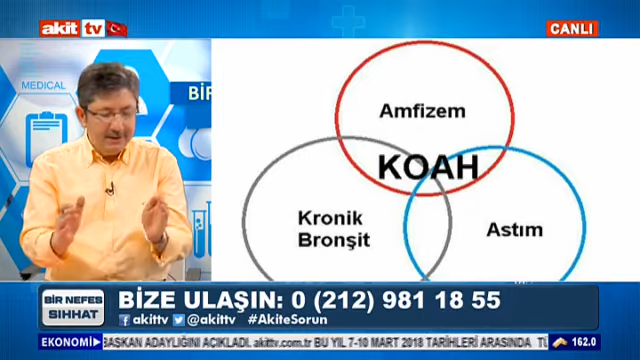 akit tv
CANLI
MEDICAL
BİR
Amfizem
KOAH
Kronik
Bronşit
Astım
BİR NEFES
SIHHAT
BİZE ULAŞIN: 0 (212) 981 18 55
akittv @akittv #AkiteSorun
EKONOMİ BAŞKAN ADAYLIĞINI AÇIKLADI. akittv.com.tr BU YIL 7-10 MART 2018 TARİHLERİ ARASINDA 162.0